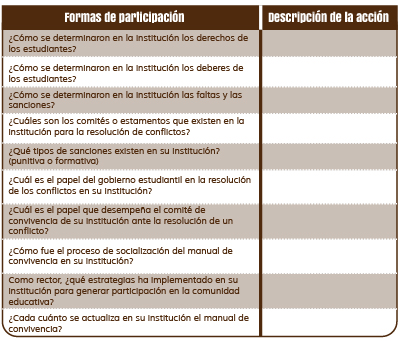 Formas de participación
Descripción de la acción
¿Cómo se determinaron en la institución los derechos de
los estudiantes?
¿Cómo se determinaron en la institución los deberes de
los estudiantes?
¿Cómo se determinaron en la institución las faltas y las
sanciones?
¿Cuáles son los comités o estamentos que existen en la
institución para la resolución de conflictos?
¿Qué tipos de sanciones existen en su institución?
(punitiva o formativa)
¿Cuál es el papel del gobierno estudiantil en la resolución
de los conflictos en su institución?
¿Cuál es el papel que desempeña el comité de
convivencia de su institución ante la resolución de un
conflicto?
¿Cómo fue el proceso de socialización del manual de
convivencia en su institución?
Como rector, ¿qué estrategias ha implementado en su
institución para generar participación en la comunidad
educativa?
¿Cada cuánto se actualiza en su institución el manual de
convivencia?